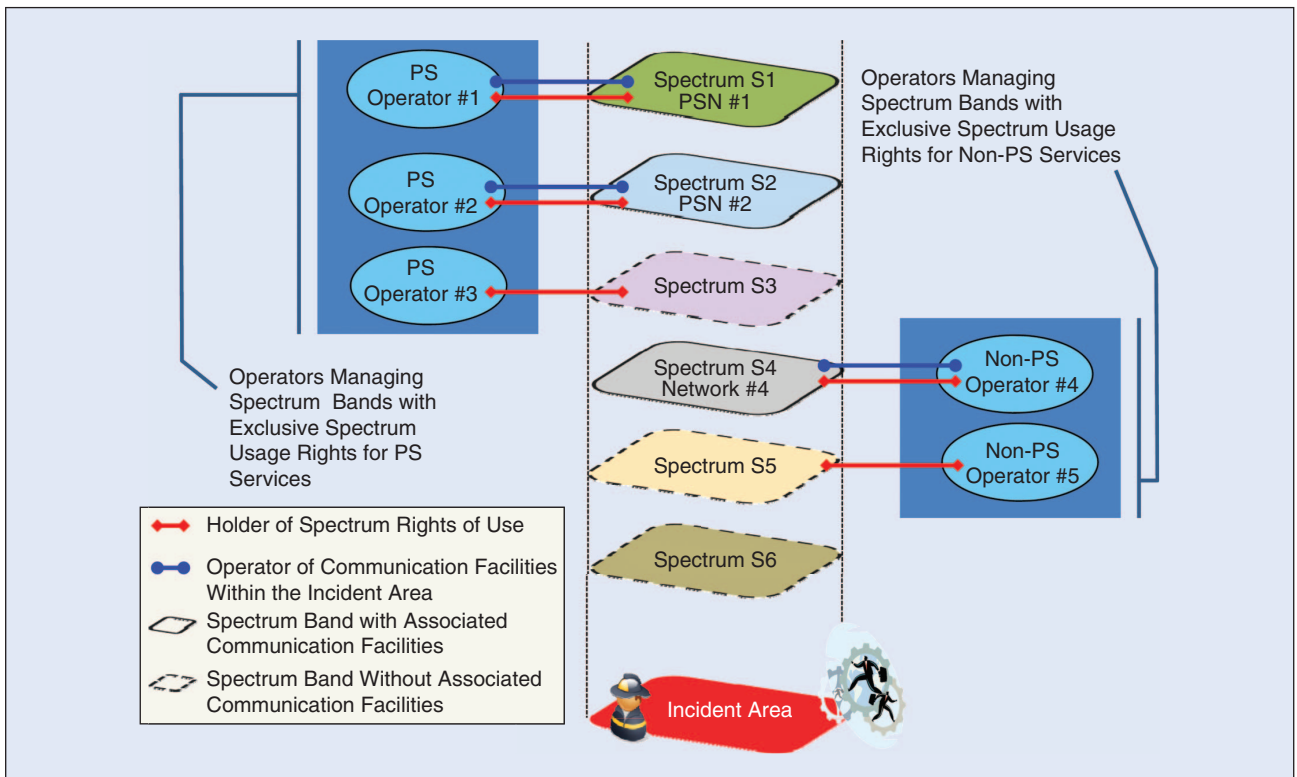 PS
Operator #1
PS
Operator #2
PS
Operator #3
Spectrum S1
PSN #1
Spectrum S2
PSN #2
Spectrum S3
Spectrum S4
Network #4
Spectrum S5
Spectrum S6
Incident Area
Operators Managing
Spectrum Bands with
Exclusive Spectrum Usage
Rights for Non-PS Services
Non-PS
Operator #4
Non-PS
Operator #5
Operators Managing
Spectrum Bands with
Exclusive Spectrum
Usage Rights for PS
Services
Holder of Spectrum Rights of Use
Operator of Communication Facilities
Within the Incident Area
Spectrum Band with Associated
Communication Facilities
Spectrum Band Without Associated
Communication Facilities